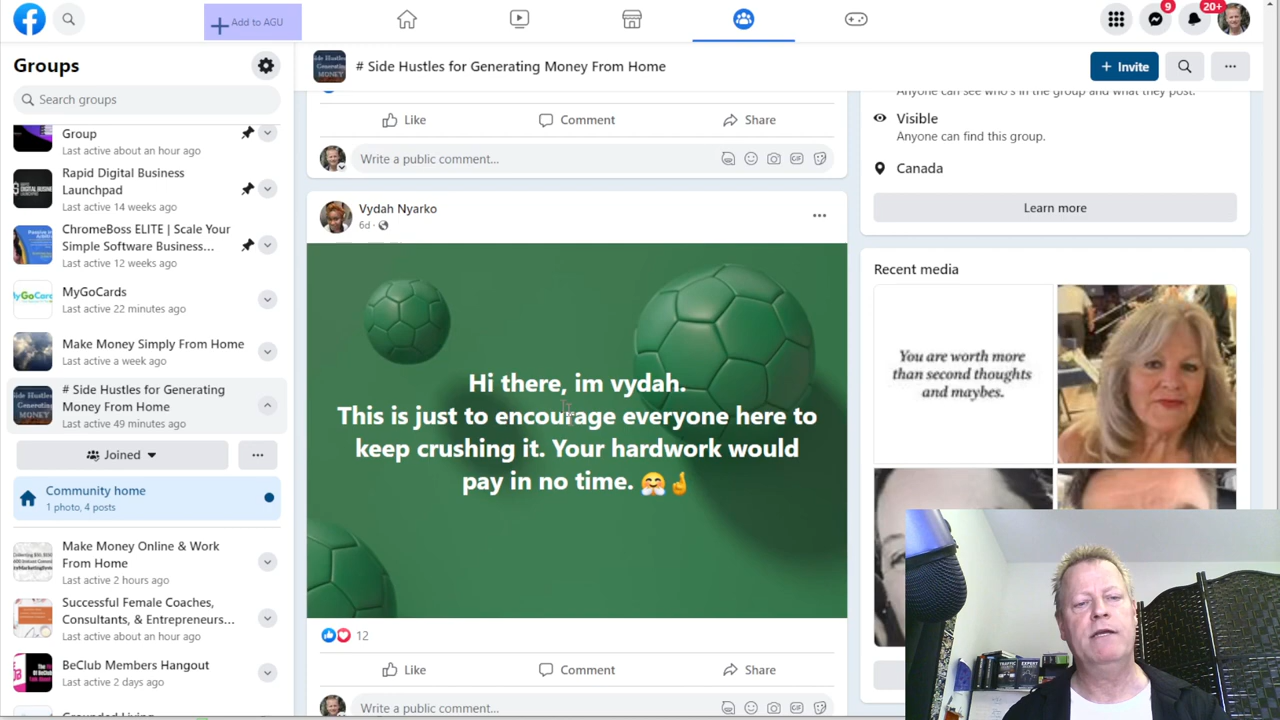 Add to AGU
9
20+
Groups
Search groups
Group
Last active about an hour ago
Rapid Digital Business
Launchpad
Last active 14 weeks ago
ChromeBoss ELITE | Scale Your
Simple Software Business...
Last active 12 weeks ago
MyGoCards
Last active 22 minutes ago
Make Money Simply From Home
Last active a week ago
# Side Hustles for Generating
Money From Home
Last active 49 minutes ago
Joined
Community home
1 photo, 4 posts
Make Money Online & Work
From Home
Last active 2 hours ago
Successful Female Coaches,
Consultants, & Entrepreneurs...
Last active about an hour ago
BeClub Members Hangout
Last active 2 days ago
# Side Hustles for Generating Money From Home
+ Invite
Like
Comment
Share
Write a public comment...
GIF
Vydah Nyarko
6d
Hi there, im vydah.
This is just to encourage everyone here to
keep crushing it. Your hardwork would
pay in no time. 🤗🤞
12
Like
Comment
Share
Write a public comment...
GIF
Anyone can see who's in the group and what they post.
Visible
Anyone can find this group.
Canada
Learn more
Recent media
You are worth more
than second thoughts
and maybes.
TRAFFIC
EXPERT